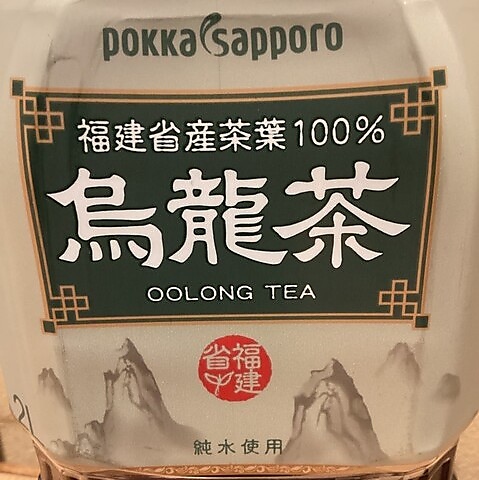 pokka sapporo
福建省産茶葉100%
烏龍茶
OOLONG TEA
福建
省
純水使用
2L